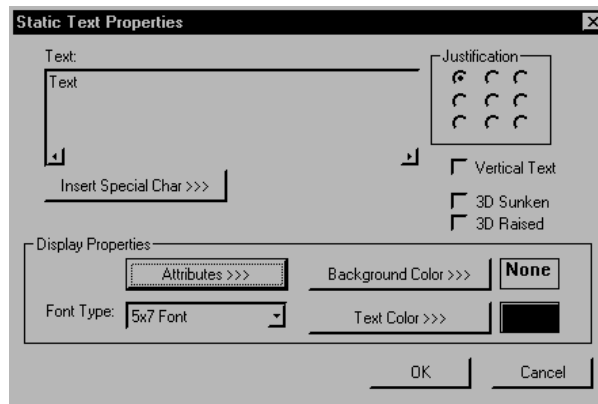 Static Text Properties
Text:
Text
Justification
Insert Special Char >>>
Vertical Text
3D Sunken
3D Raised
Display Properties
Attributes >>>
Background Color >>>
None
Font Type:
5x7 Font
Text Color >>>
OK
Cancel